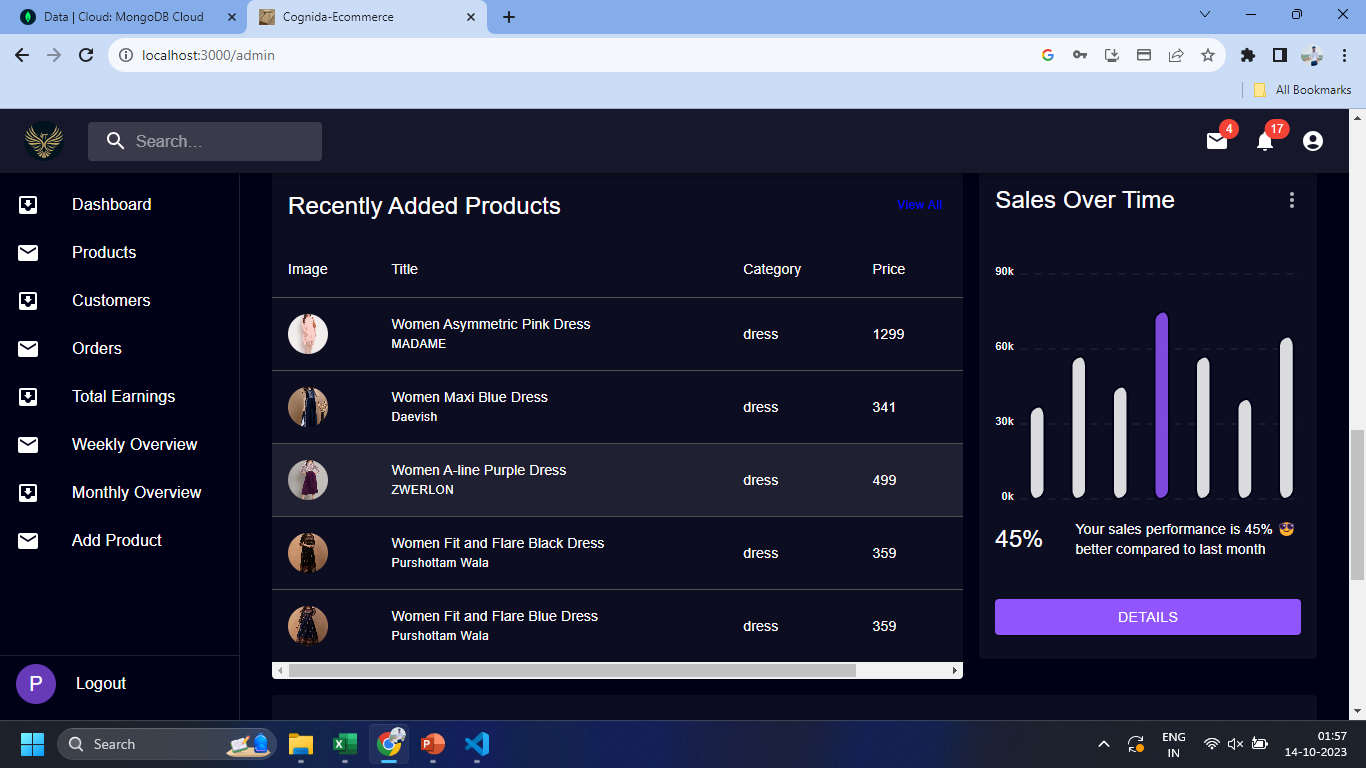 Data | Cloud: MongoDB Cloud
Cognida-Ecommerce
localhost:3000/admin
All Bookmarks
Search...
4
17
Dashboard
Products
Customers
Orders
Total Earnings
Weekly Overview
Monthly Overview
Add Product
P
Logout
Recently Added Products
View All
Image Title Category Price
Women Asymmetric Pink Dress
MADAME
dress
1299
Women Maxi Blue Dress
Daevish
dress
341
Women A-line Purple Dress
ZWERLON
dress
499
Women Fit and Flare Black Dress
Purshottam Wala
dress
359
Women Fit and Flare Blue Dress
Purshottam Wala
dress
359
Sales Over Time
90k
60k
30k
0k
45%
Your sales performance is 45% 😎
better compared to last month
DETAILS
Search
ENG
IN
01:57
14-10-2023